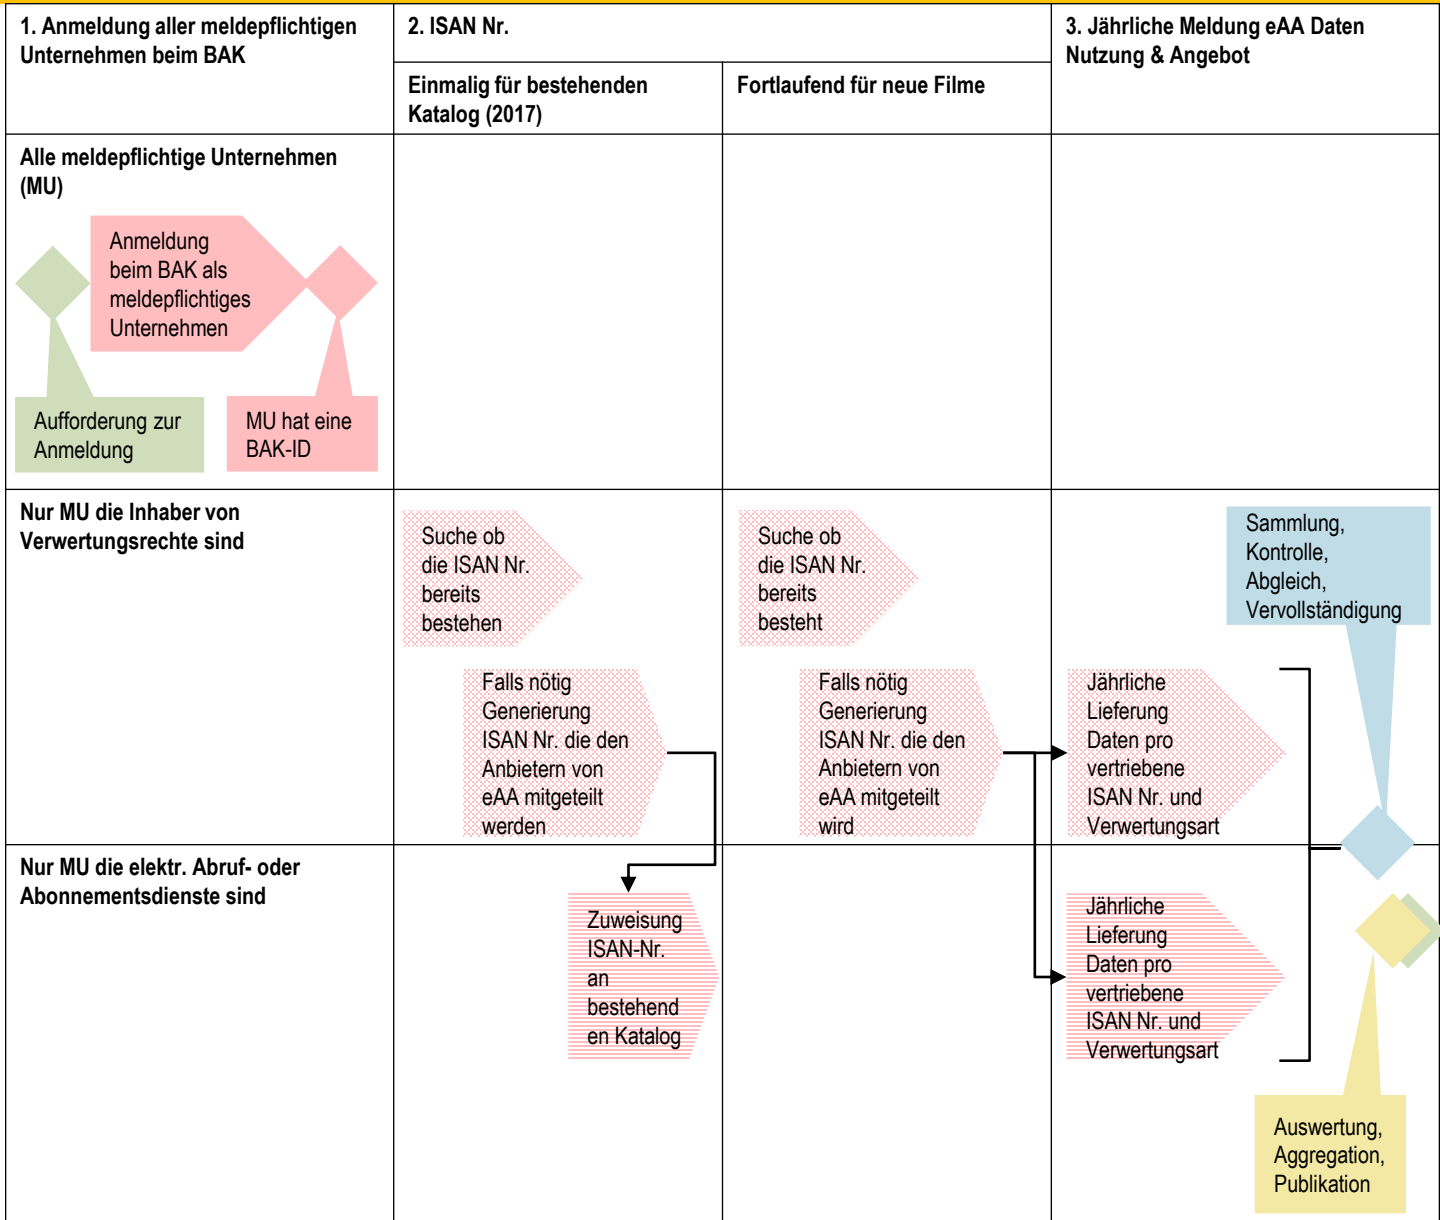 1. Anmeldung aller meldepflichtigen
Unternehmen beim BAK
2. ISAN Nr.
3. Jährliche Meldung eAA Daten
Nutzung & Angebot
Einmalig für bestehenden
Katalog (2017)
Fortlaufend für neue Filme
Alle meldepflichtige Unternehmen
(MU)
Anmeldung
beim BAK als
meldepflichtiges
Unternehmen
Aufforderung zur
Anmeldung
MU hat eine
BAK-ID
Nur MU die Inhaber von
Verwertungsrechte sind
Suche ob
die ISAN Nr.
bereits
bestehen
Falls nötig
Generierung
ISAN Nr. die den
Anbietern von
eAA mitgeteilt
werden
Suche ob
die ISAN Nr.
bereits
besteht
Falls nötig
Generierung
ISAN Nr. die den
Anbietern von
eAA mitgeteilt
wird
Sammlung,
Kontrolle,
Abgleich,
Vervollständigung
Jährliche
Lieferung
Daten pro
vertriebene
ISAN Nr. und
Verwertungsart
Nur MU die elektr. Abruf- oder
Abonnementsdienste sind
Zuweisung
ISAN-Nr.
an
bestehend
en Katalog
Jährliche
Lieferung
Daten pro
vertriebene
ISAN Nr. und
Verwertungsart
Auswertung,
Aggregation,
Publikation